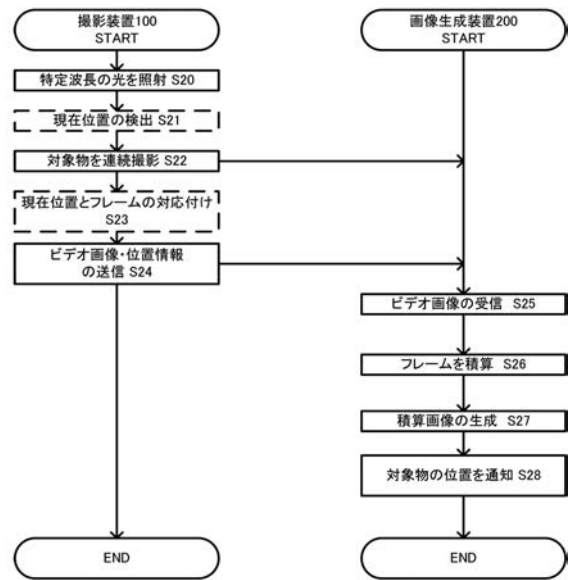 撮影装置100
START
特定波長の光を照射 S20
現在位置の検出 S21
対象物を連続撮影 S22
現在位置とフレームの対応付け
S23
ビデオ画像・位置情報
の送信 S24
END
画像生成装置200
START
ビデオ画像の受信 S25
フレームを積算 S26
積算画像の生成 S27
対象物の位置を通知 S28
END